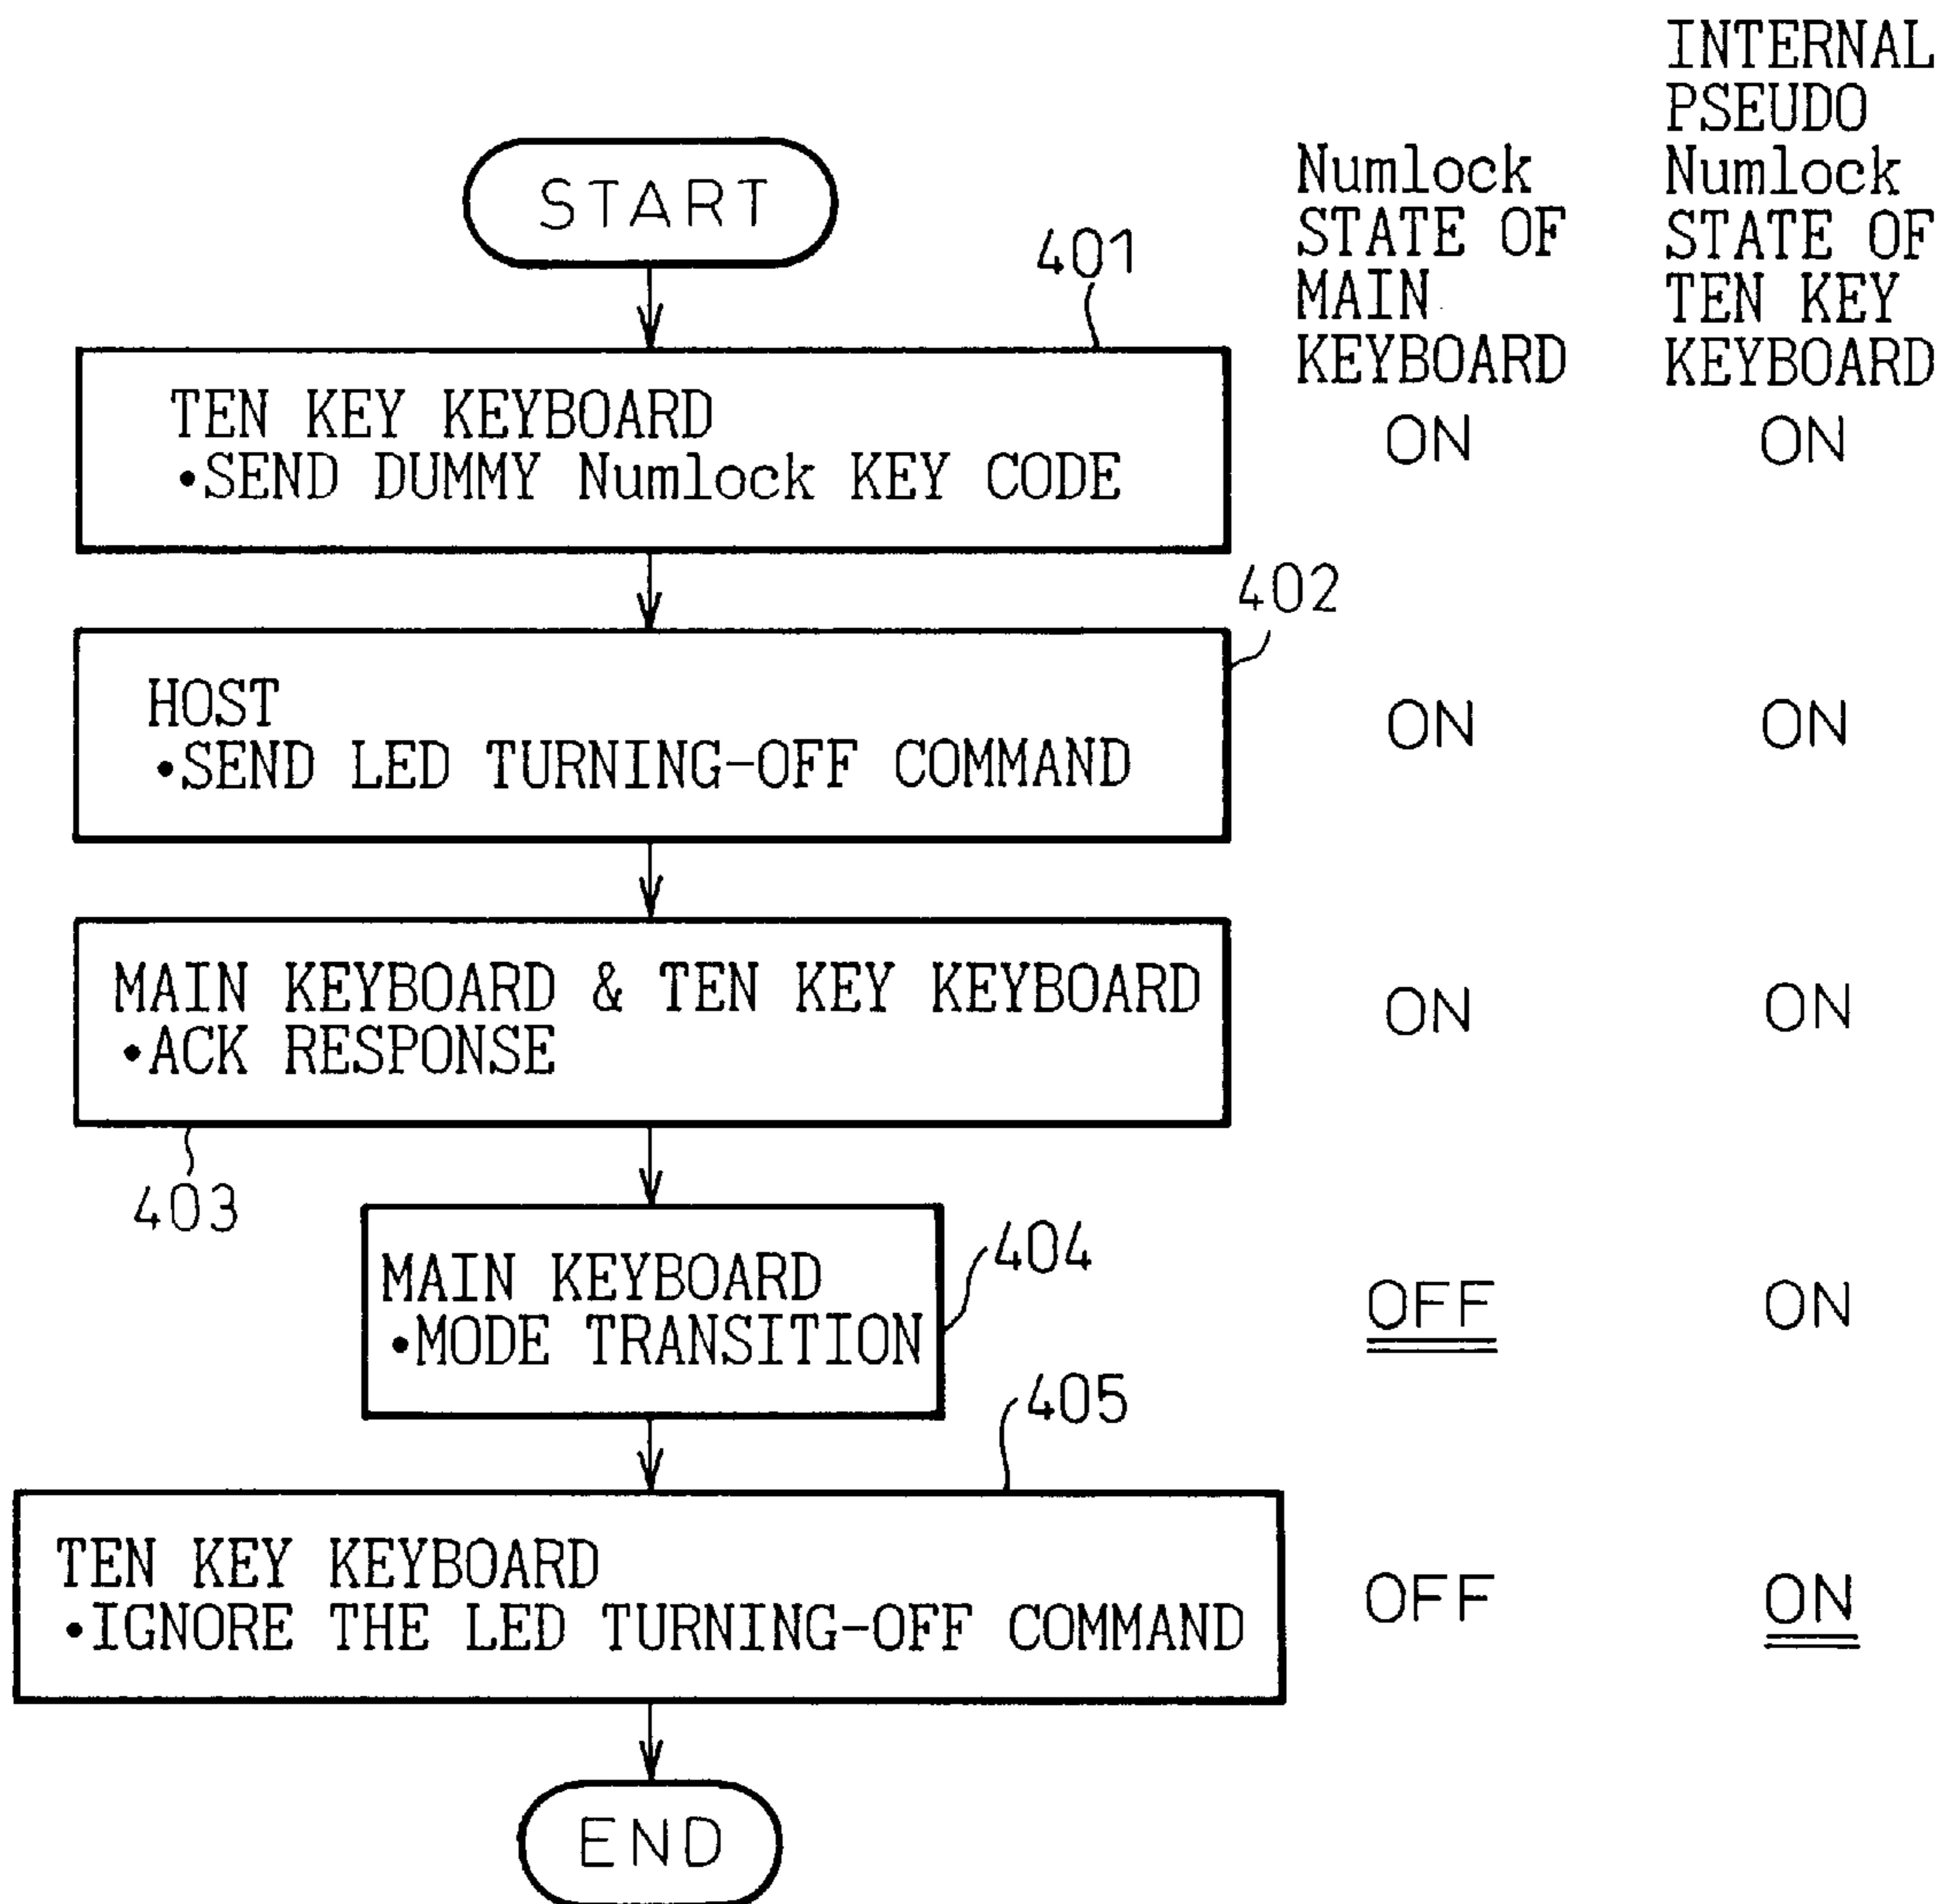 INTERNAL
PSEUDO
Numlock
STATE OF
TEN KEY
KEYBOARD
Numlock
STATE OF
MAIN
KEYBOARD
START
401
TEN KEY KEYBOARD
•SEND DUMMY Numlock KEY CODE
ON
ON
402
HOST
•SEND LED TURNING-OFF COMMAND
ON
ON
MAIN KEYBOARD & TEN KEY KEYBOARD
•ACK RESPONSE
ON
ON
403
404
MAIN KEYBOARD
•MODE TRANSITION
OFF
ON
405
TEN KEY KEYBOARD
•IGNORE THE LED TURNING-OFF COMMAND
OFF
ON
END